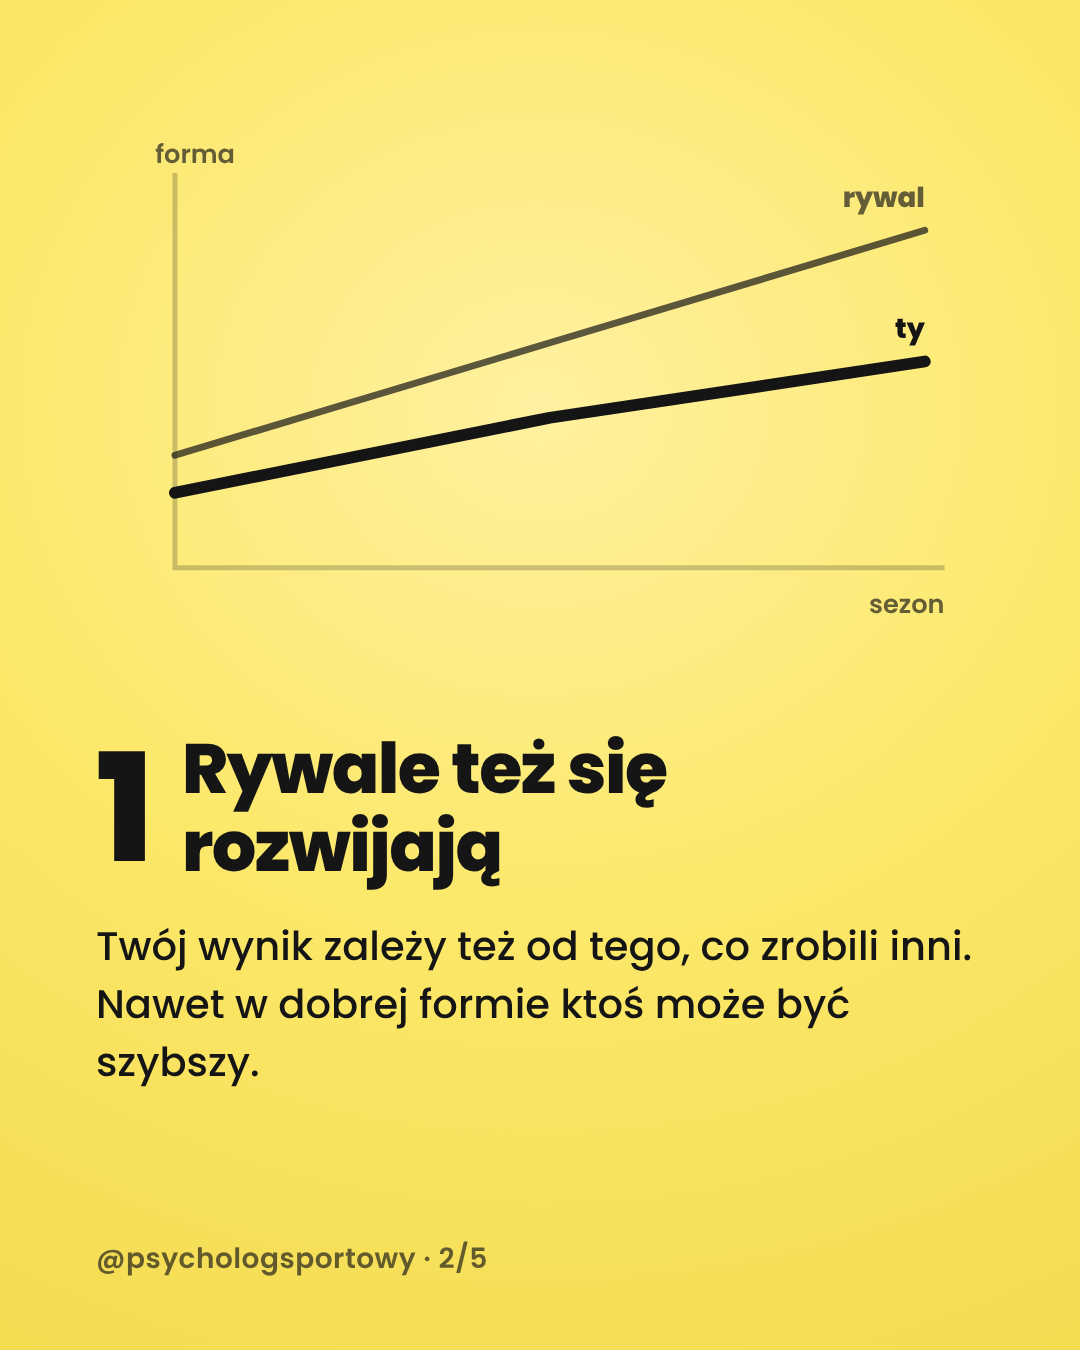 forma
rywal
ty
sezon
1 Rywale też się
rozwijają
Twój wynik zależy też od tego, co zrobili inni.
Nawet w dobrej formie ktoś może być
szybszy.
@psychologsportowy · 2/5